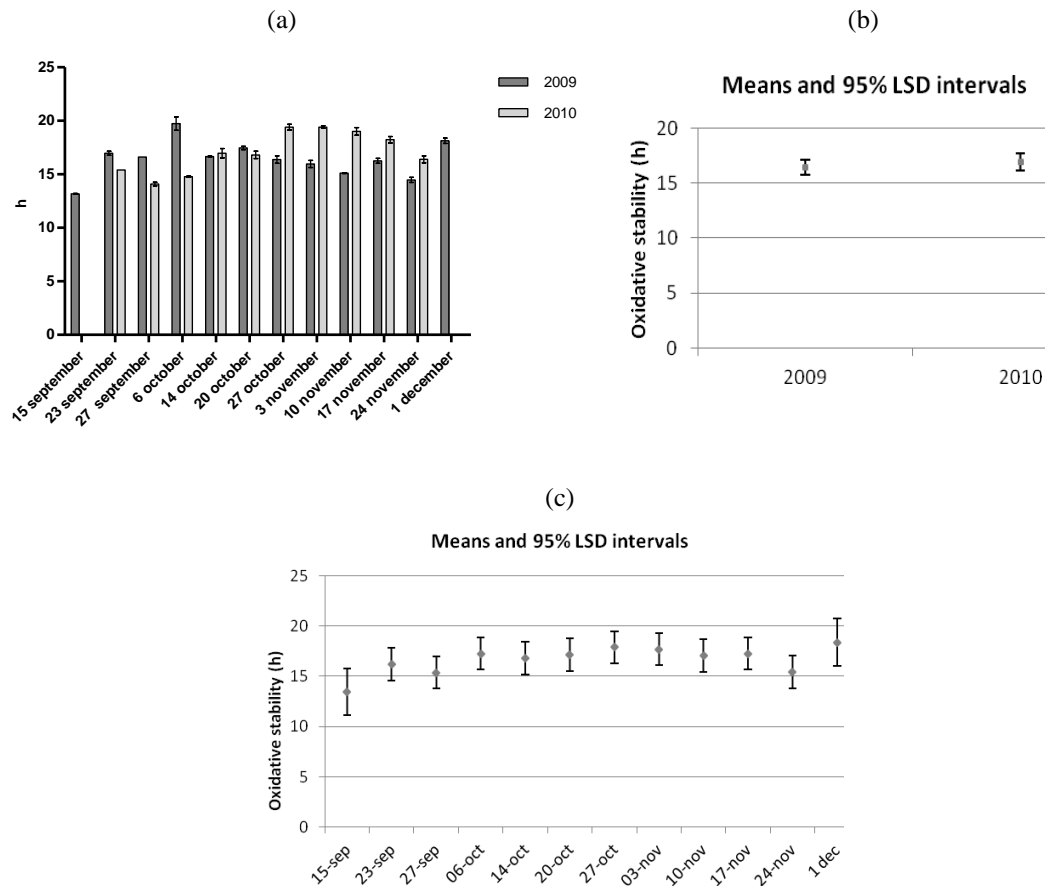 (a)
25
20
15
10
5
0
h
15 september
23 september
27 september
6 october
14 october
20 october
27 october
3 november
10 november
17 november
24 november
1 december
2009
2010
(b)
Means and 95% LSD intervals
Oxidative stability (h)
20
15
10
5
0
2009
2010
(c)
Means and 95% LSD intervals
Oxidative stability (h)
25
20
15
10
5
0
15-sep
23-sep
27-sep
06-oct
14-oct
20-oct
27-oct
03-nov
10-nov
17-nov
24-nov
1 dec